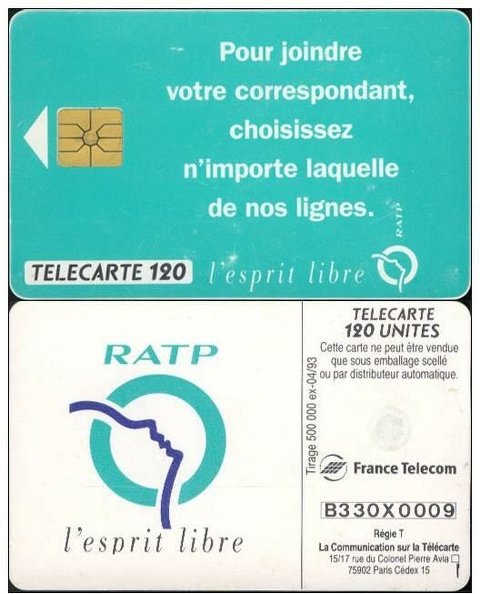 Pour joindre
votre correspondant,
choisissez
n'importe laquelle
de nos lignes.
RATP
TELECARTE 120
l'esprit libre
RATP
l'esprit libre
Tirage 500 000 ex-04/93
TELECARTE
120 UNITES
Cette carte ne peut être vendue
que sous emballage scellé
ou par distributeur automatique.
France Telecom
B330X0009
Régie T
La Communication sur la Télécarte
15/17 rue du Colonel Pierre Avia
75902 Paris Cédex 15